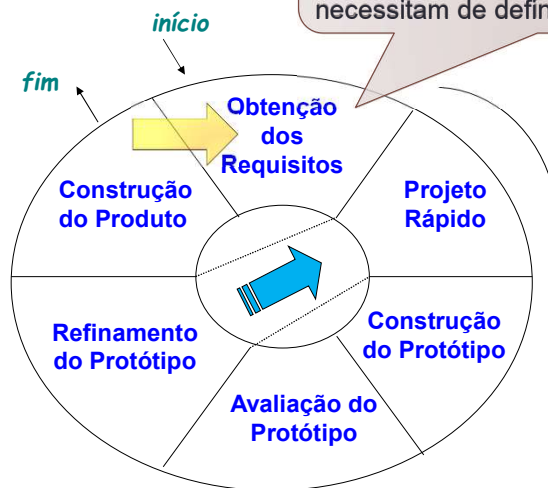 necessitam de defin
início
fim
Obtenção
dos
Requisitos
Projeto
Rápido
Construção
do Protótipo
Avaliação do
Protótipo
Refinamento
do Protótipo
Construção
do Produto